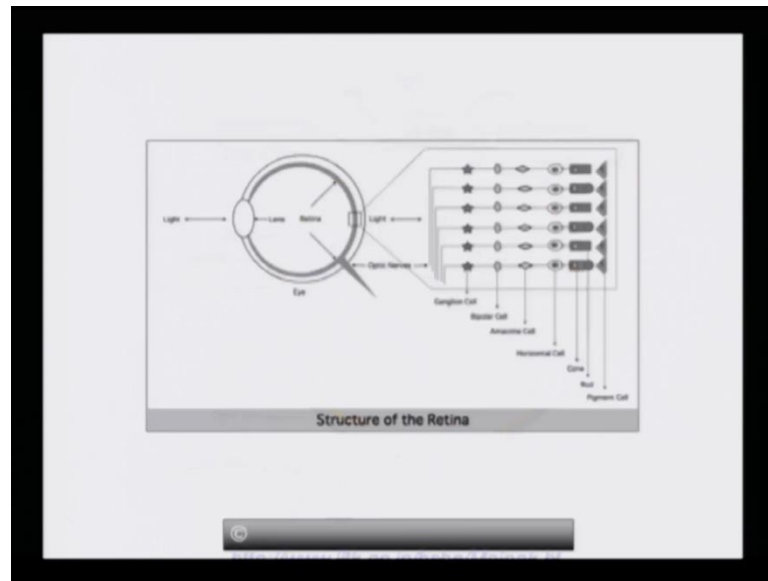 Light
Lens
Retina
Light
Optic Nerves
Eye
Ganglion Cell
Bipolar Cell
Amacrine Cell
Horizontal Cell
Cone
Rod
Pigment Cell
Structure of the Retina
©